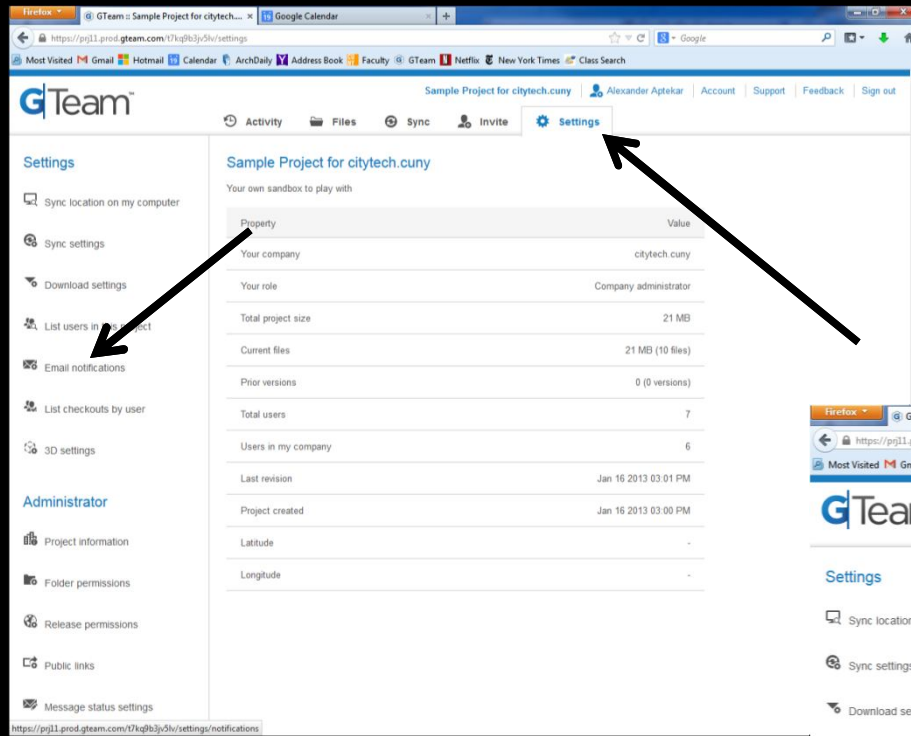 Firefox
GTeam :: Sample Project for citytech.... × Google Calendar × +
https://prj11.prod.gteam.com/t7kq9b3jv5lv/settings Google
Most Visited Gmail Hotmail Calendar ArchDaily Address Book Faculty GTeam Netflix New York Times Class Search
GTeam™
Sample Project for citytech.cuny Alexander Aptekar Account Support Feedback Sign out
Activity Files Sync Invite Settings
Settings
Sync location on my computer
Sync settings
Download settings
List users in this project
Email notifications
List checkouts by user
3D settings
Administrator
Project information
Folder permissions
Release permissions
Public links
Message status settings
https://prj11.prod.gteam.com/t7kq9b3jv5lv/settings/notifications
Sample Project for citytech.cuny
Your own sandbox to play with
Property Value
Your company citytech.cuny
Your role Company administrator
Total project size 21 MB
Current files 21 MB (10 files)
Prior versions 0 (0 versions)
Total users 7
Users in my company 6
Last revision Jan 16 2013 03:01 PM
Project created Jan 16 2013 03:00 PM
Latitude -
Longitude -
Firefox G
https://prj11.
Most Visited Gm
GTea
Settings
Sync location
Sync settings
Download se